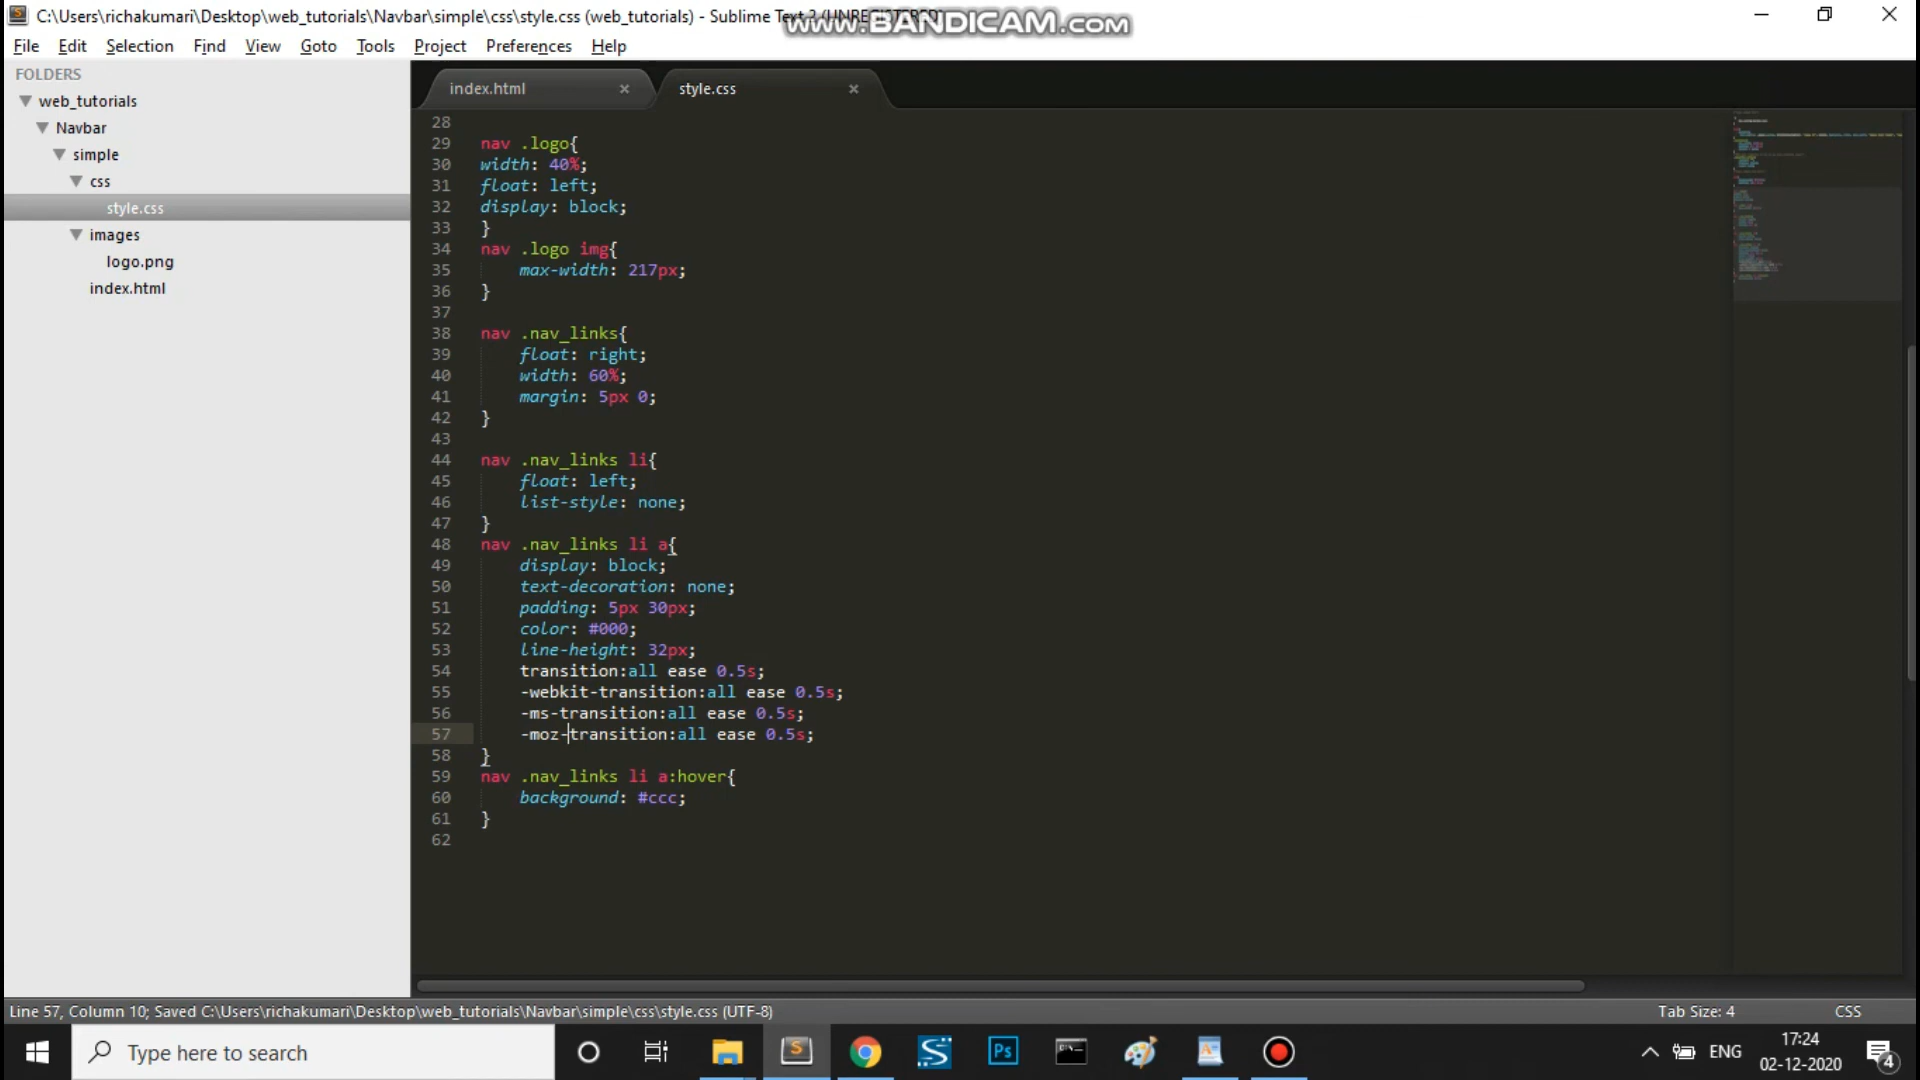 C:\Users\richakumari\Desktop\web_tutorials\Navbar\simple\css\style.css (web_tutorials) - Sublime Text 2 (UNREGISTERED)
www.BANDICAM.com
File Edit Selection Find View Goto Tools Project Preferences Help
FOLDERS
web_tutorials
Navbar
simple
css
style.css
images
logo.png
index.html
index.html × style.css ×
28
29 nav .logo{
30 width: 40%;
31 float: left;
32 display: block;
33 }
34 nav .logo img{
35 max-width: 217px;
36 }
37
38 nav .nav_links{
39 float: right;
40 width: 60%;
41 margin: 5px 0;
42 }
43
44 nav .nav_links li{
45 float: left;
46 list-style: none;
47 }
48 nav .nav_links li a{
49 display: block;
50 text-decoration: none;
51 padding: 5px 30px;
52 color: #000;
53 line-height: 32px;
54 transition:all ease 0.5s;
55 -webkit-transition:all ease 0.5s;
56 -ms-transition:all ease 0.5s;
57 -moz-transition:all ease 0.5s;
58 }
59 nav .nav_links li a:hover{
60 background: #ccc;
61 }
62
Line 57, Column 10; Saved C:\Users\richakumari\Desktop\web_tutorials\Navbar\simple\css\style.css (UTF-8) Tab Size: 4 CSS
Type here to search
Ps
ENG
17:24
02-12-2020
4